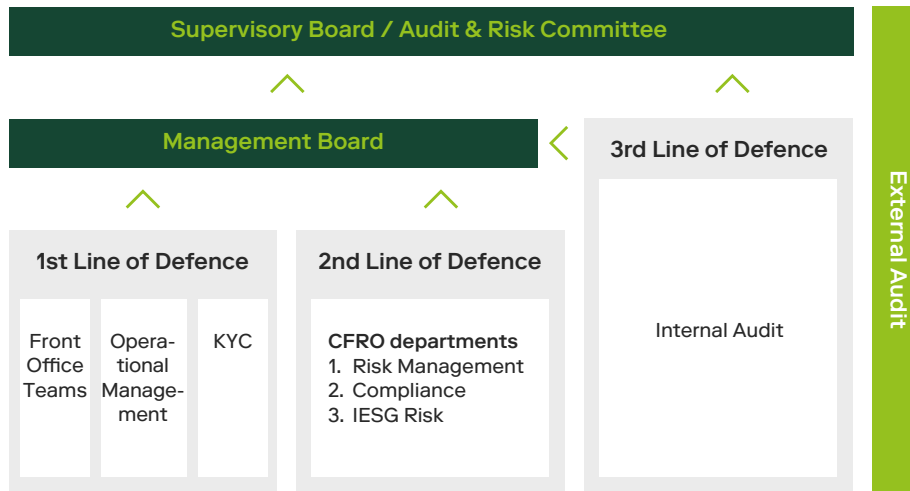 Supervisory Board / Audit & Risk Committee
Management Board
1st Line of Defence
Front
Office
Teams
Opera-
tional
Manage-
ment
KYC
2nd Line of Defence
CFRO departments
1. Risk Management
2. Compliance
3. IESG Risk
3rd Line of Defence
Internal Audit
External Audit